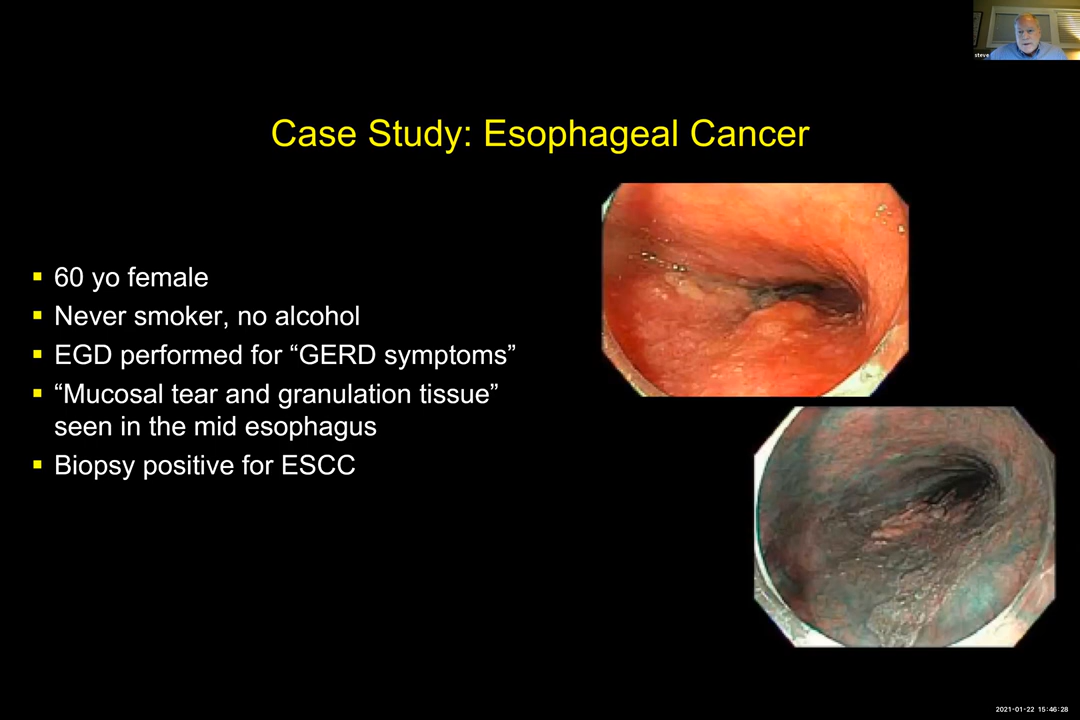 steve
Case Study: Esophageal Cancer
▪ 60 yo female
▪ Never smoker, no alcohol
▪ EGD performed for “GERD symptoms”
▪ “Mucosal tear and granulation tissue”
seen in the mid esophagus
▪ Biopsy positive for ESCC
2021-01-22 15:46:28